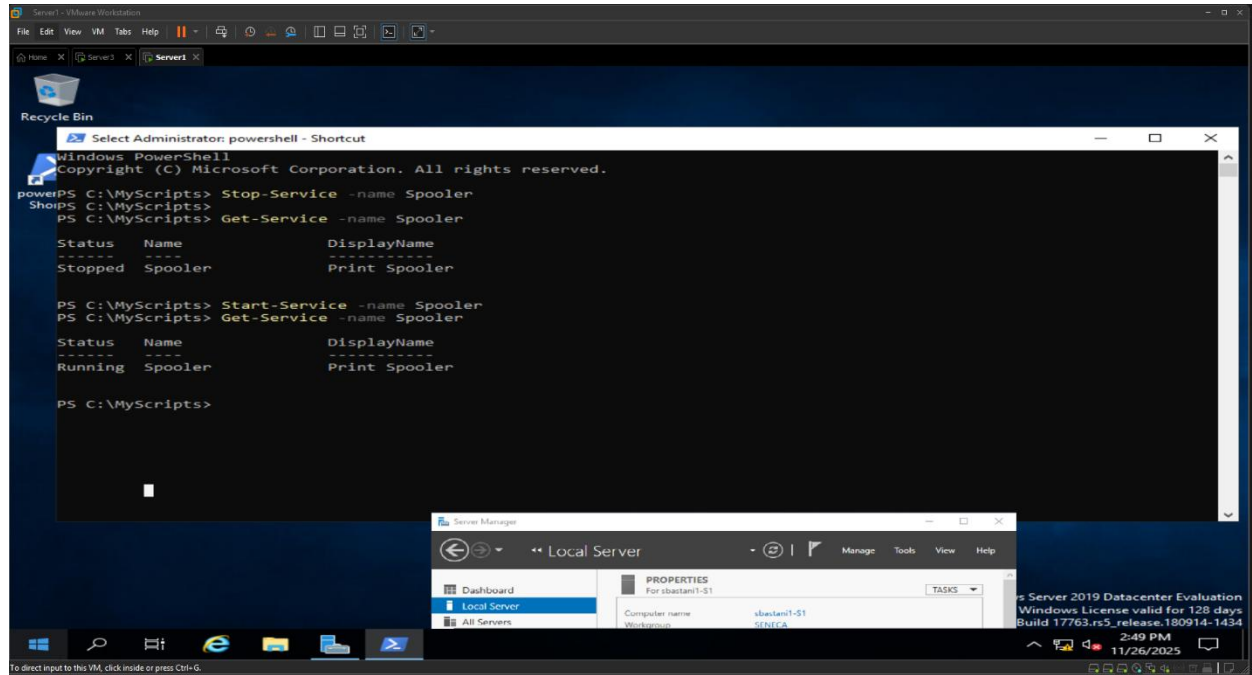 Server1 - VMware Workstation
File Edit View VM Tabs Help
Home Server3 Server1
Recycle Bin
Select Administrator: powershell - Shortcut
Windows PowerShell
Copyright (C) Microsoft Corporation. All rights reserved.
PS C:\MyScripts> Stop-Service -name Spooler
PS C:\MyScripts>
PS C:\MyScripts> Get-Service -name Spooler
Status Name DisplayName
------ ---- -----------
Stopped Spooler Print Spooler
PS C:\MyScripts> Start-Service -name Spooler
PS C:\MyScripts> Get-Service -name Spooler
Status Name DisplayName
------ ---- -----------
Running Spooler Print Spooler
PS C:\MyScripts>
power
Sho
Server Manager
Local Server
Manage Tools View Help
Dashboard
Local Server
All Servers
PROPERTIES
For sbastani1-S1
TASKS
Computer name sbastani1-S1
Workgroup SENECA
s Server 2019 Datacenter Evaluation
Windows License valid for 128 days
Build 17763.rs5_release.180914-1434
2:49 PM
11/26/2025
To direct input to this VM, click inside or press Ctrl+G.